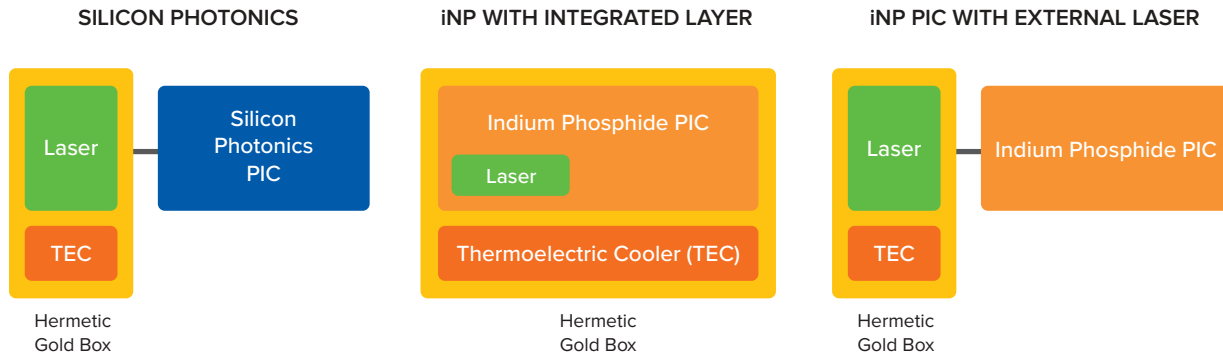 SILICON PHOTONICS
Laser
TEC
Silicon
Photonics
PIC
Hermetic
Gold Box
iNP WITH INTEGRATED LAYER
Indium Phosphide PIC
Laser
Thermoelectric Cooler (TEC)
Hermetic
Gold Box
iNP PIC WITH EXTERNAL LASER
Laser
TEC
Indium Phosphide PIC
Hermetic
Gold Box